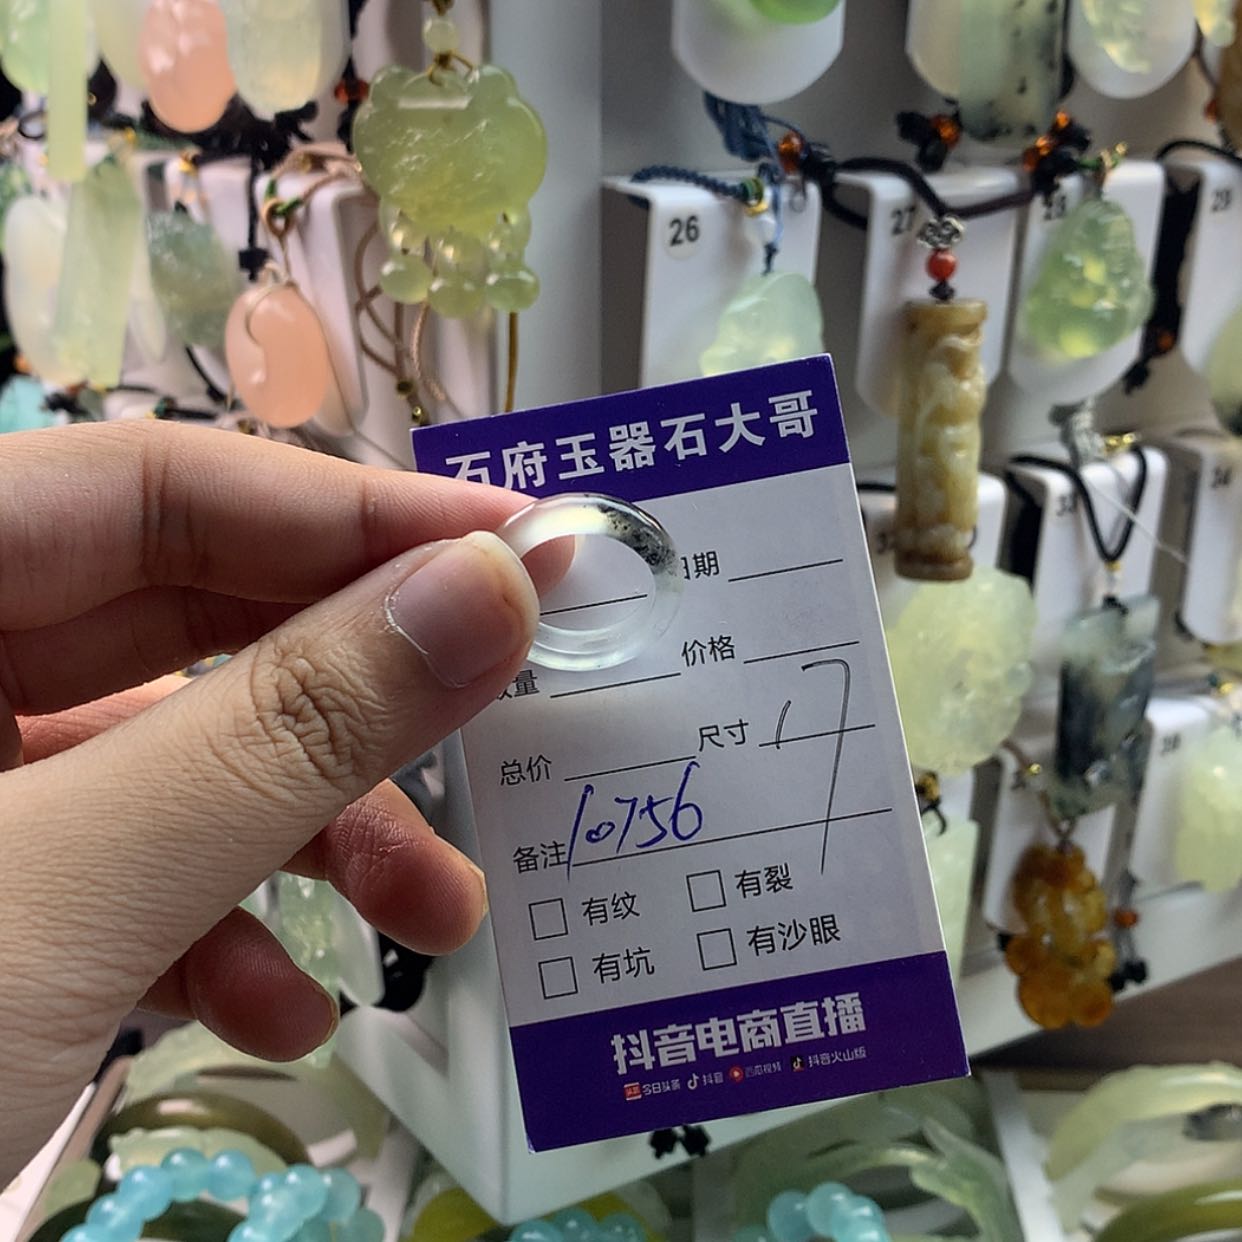 26
27
28
29
33
34
石府玉器石大哥
日期
数量
价格
总价
尺寸 17
备注 10756
有纹
有裂
有坑
有沙眼
抖音电商直播
今日头条 抖音 西瓜视频 抖音火山版